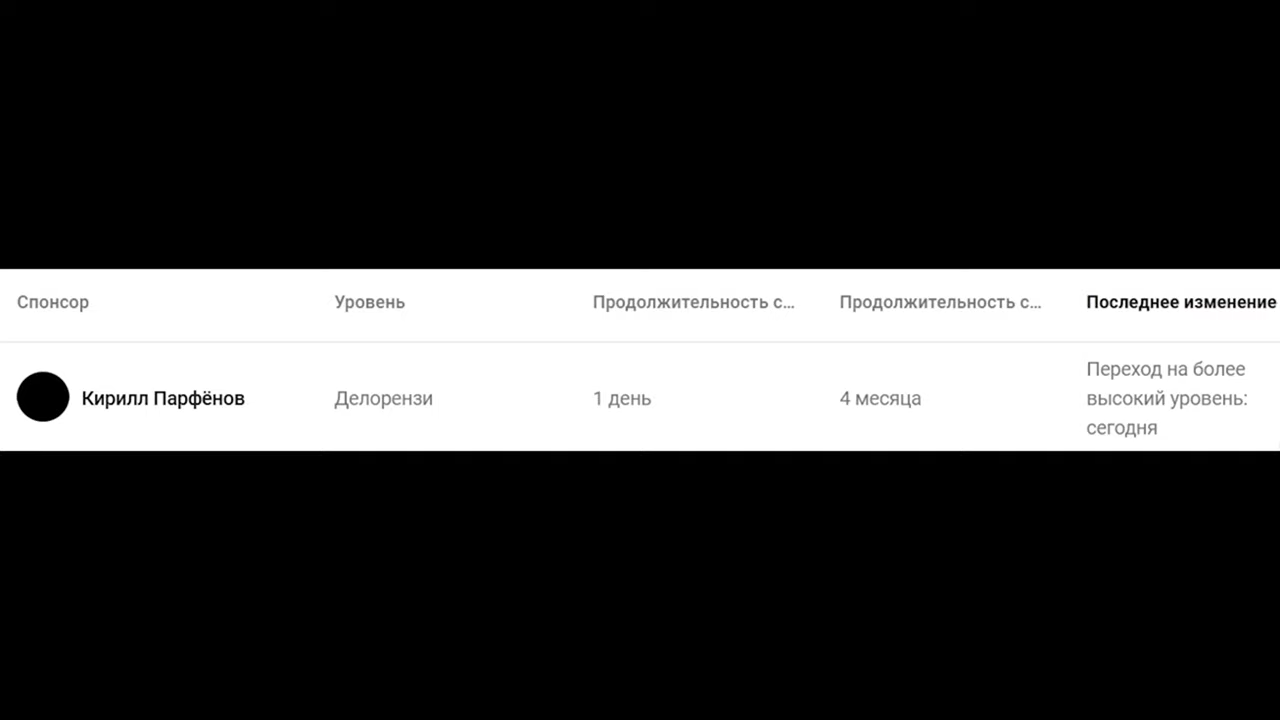 Спонсор Уровень Продолжительность с... Продолжительность с... Последнее изменение
Кирилл Парфёнов Делорензи 1 день 4 месяца Переход на более
высокий уровень:
сегодня